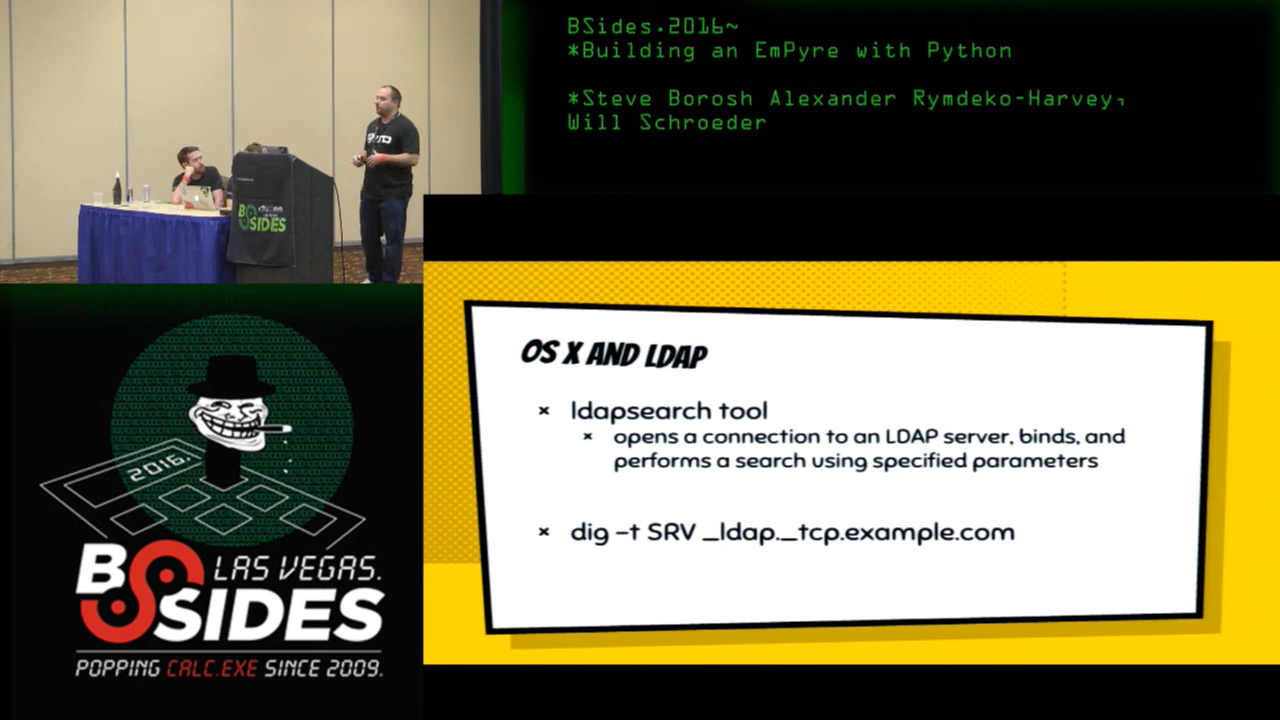 BSides.2016~
*Building an EmPyre with Python
*Steve Borosh Alexander Rymdeko-Harvey,
Will Schroeder
BSIDES
OS X AND LDAP
× ldapsearch tool
× opens a connection to an LDAP server, binds, and
performs a search using specified parameters
× dig –t SRV _ldap._tcp.example.com
2016.
BSIDES LAS VEGAS.
POPPING CALC.EXE SINCE 2009.